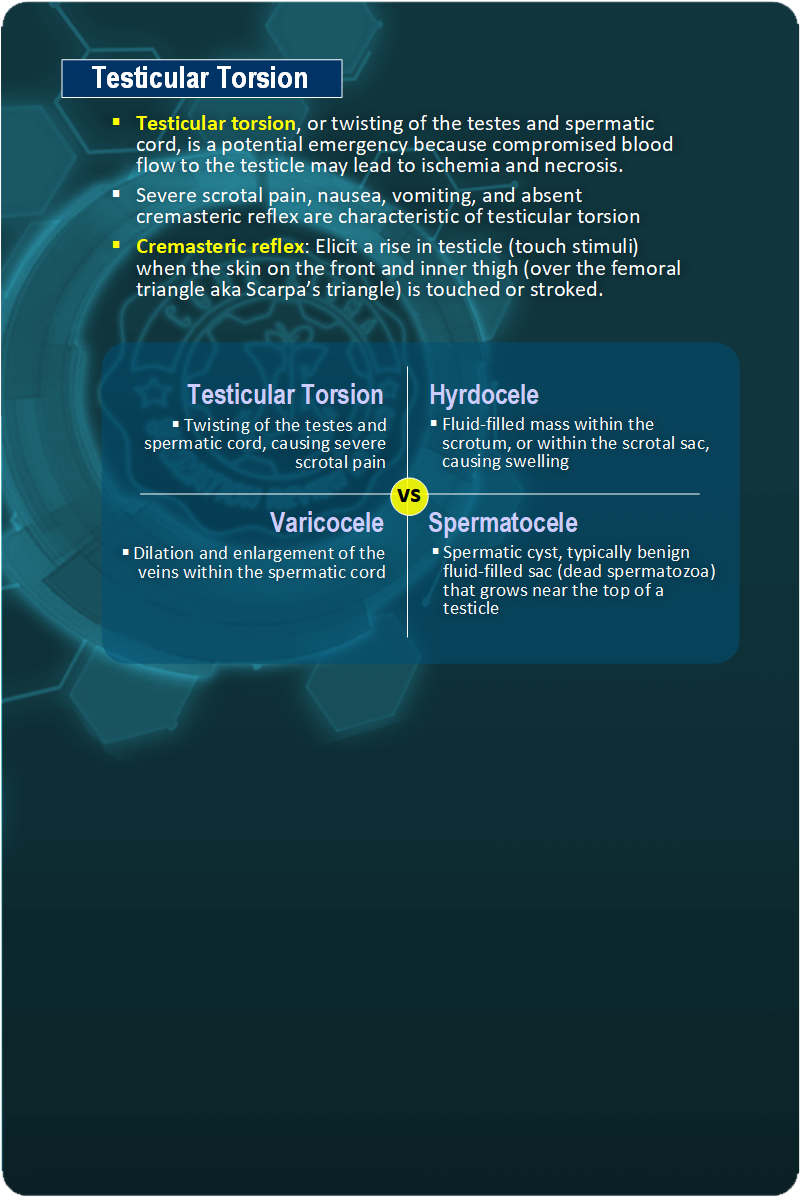 Testicular Torsion
▪ Testicular torsion, or twisting of the testes and spermatic
cord, is a potential emergency because compromised blood
flow to the testicle may lead to ischemia and necrosis.
▪ Severe scrotal pain, nausea, vomiting, and absent
cremasteric reflex are characteristic of testicular torsion
▪ Cremasteric reflex: Elicit a rise in testicle (touch stimuli)
when the skin on the front and inner thigh (over the femoral
triangle aka Scarpa’s triangle) is touched or stroked.
Testicular Torsion
▪ Twisting of the testes and
spermatic cord, causing severe
scrotal pain
Hyrdocele
▪ Fluid-filled mass within the
scrotum, or within the scrotal sac,
causing swelling
VS
Varicocele
▪ Dilation and enlargement of the
veins within the spermatic cord
Spermatocele
▪ Spermatic cyst, typically benign
fluid-filled sac (dead spermatozoa)
that grows near the top of a
testicle